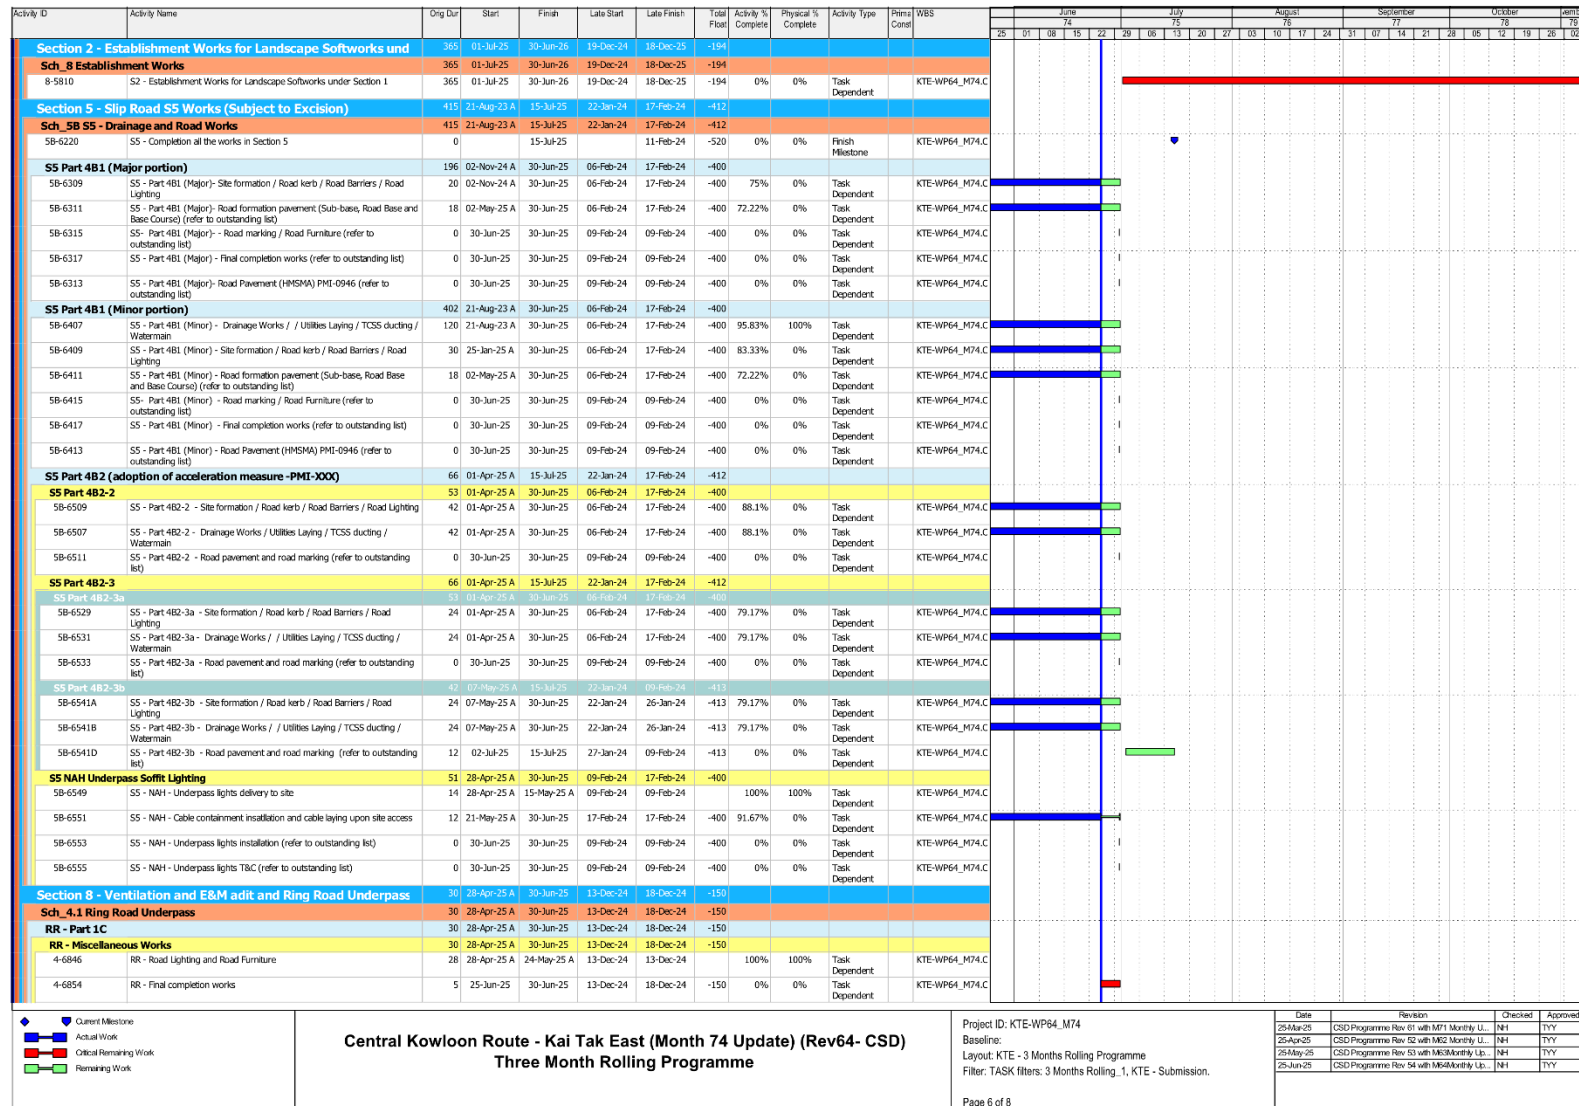 Activity ID Activity Name Orig Dur Start Finish Late Start Late Finish Total Float Activity % Complete Physical % Complete Activity Type Prima Const WBS
June July August September October
74 75 76 77 78 79
25 01 08 15 22 29 06 13 20 27 03 10 17 24 31 07 14 21 28 05 12 19 26 02
Section 2 - Establishment Works for Landscape Softworks und 365 01-Jul-25 30-Jun-26 19-Dec-24 18-Dec-25 -194
Sch_8 Establishment Works 365 01-Jul-25 30-Jun-26 19-Dec-24 18-Dec-25 -194
8-5810 S2 - Establishment Works for Landscape Softworks under Section 1 365 01-Jul-25 30-Jun-26 19-Dec-24 18-Dec-25 -194 0% 0% Task Dependent KTE-WP64_M74.C
Section 5 - Slip Road S5 Works (Subject to Excision) 415 21-Aug-23 A 15-Jul-25 22-Jan-24 17-Feb-24 -412
Sch_5B S5 - Drainage and Road Works 415 21-Aug-23 A 15-Jul-25 22-Jan-24 17-Feb-24 -412
5B-6220 S5 - Completion all the works in Section 5 0 15-Jul-25 11-Feb-24 -520 0% 0% Finish Milestone KTE-WP64_M74.C
S5 Part 4B1 (Major portion) 196 02-Nov-24 A 30-Jun-25 06-Feb-24 17-Feb-24 -400
5B-6309 S5 - Part 4B1 (Major)- Site formation / Road kerb / Road Barriers / Road Lighting 20 02-Nov-24 A 30-Jun-25 06-Feb-24 17-Feb-24 -400 75% 0% Task Dependent KTE-WP64_M74.C
5B-6311 S5 - Part 4B1 (Major)- Road formation pavement (Sub-base, Road Base and Base Course) (refer to outstanding list) 18 02-May-25 A 30-Jun-25 06-Feb-24 17-Feb-24 -400 72.22% 0% Task Dependent KTE-WP64_M74.C
5B-6315 S5- Part 4B1 (Major)- - Road marking / Road Furniture (refer to outstanding list) 0 30-Jun-25 30-Jun-25 09-Feb-24 09-Feb-24 -400 0% 0% Task Dependent KTE-WP64_M74.C
5B-6317 S5 - Part 4B1 (Major) - Final completion works (refer to outstanding list) 0 30-Jun-25 30-Jun-25 09-Feb-24 09-Feb-24 -400 0% 0% Task Dependent KTE-WP64_M74.C
5B-6313 S5 - Part 4B1 (Major)- Road Pavement (HMSMA) PMI-0946 (refer to outstanding list) 0 30-Jun-25 30-Jun-25 09-Feb-24 09-Feb-24 -400 0% 0% Task Dependent KTE-WP64_M74.C
S5 Part 4B1 (Minor portion) 402 21-Aug-23 A 30-Jun-25 06-Feb-24 17-Feb-24 -400
5B-6407 S5 - Part 4B1 (Minor) - Drainage Works / / Utilities Laying / TCSS ducting / Watermain 120 21-Aug-23 A 30-Jun-25 06-Feb-24 17-Feb-24 -400 95.83% 100% Task Dependent KTE-WP64_M74.C
5B-6409 S5 - Part 4B1 (Minor) - Site formation / Road kerb / Road Barriers / Road Lighting 30 25-Jan-25 A 30-Jun-25 06-Feb-24 17-Feb-24 -400 83.33% 0% Task Dependent KTE-WP64_M74.C
5B-6411 S5 - Part 4B1 (Minor) - Road formation pavement (Sub-base, Road Base and Base Course) (refer to outstanding list) 18 02-May-25 A 30-Jun-25 06-Feb-24 17-Feb-24 -400 72.22% 0% Task Dependent KTE-WP64_M74.C
5B-6415 S5- Part 4B1 (Minor) - Road marking / Road Furniture (refer to outstanding list) 0 30-Jun-25 30-Jun-25 09-Feb-24 09-Feb-24 -400 0% 0% Task Dependent KTE-WP64_M74.C
5B-6417 S5 - Part 4B1 (Minor) - Final completion works (refer to outstanding list) 0 30-Jun-25 30-Jun-25 09-Feb-24 09-Feb-24 -400 0% 0% Task Dependent KTE-WP64_M74.C
5B-6413 S5 - Part 4B1 (Minor) - Road Pavement (HMSMA) PMI-0946 (refer to outstanding list) 0 30-Jun-25 30-Jun-25 09-Feb-24 09-Feb-24 -400 0% 0% Task Dependent KTE-WP64_M74.C
S5 Part 4B2 (adoption of acceleration measure -PMI-XXX) 66 01-Apr-25 A 15-Jul-25 22-Jan-24 17-Feb-24 -412
S5 Part 4B2-2 53 01-Apr-25 A 30-Jun-25 06-Feb-24 17-Feb-24 -400
5B-6509 S5 - Part 4B2-2 - Site formation / Road kerb / Road Barriers / Road Lighting 42 01-Apr-25 A 30-Jun-25 06-Feb-24 17-Feb-24 -400 88.1% 0% Task Dependent KTE-WP64_M74.C
5B-6507 S5 - Part 4B2-2 - Drainage Works / Utilities Laying / TCSS ducting / Watermain 42 01-Apr-25 A 30-Jun-25 06-Feb-24 17-Feb-24 -400 88.1% 0% Task Dependent KTE-WP64_M74.C
5B-6511 S5 - Part 4B2-2 - Road pavement and road marking (refer to outstanding list) 0 30-Jun-25 30-Jun-25 09-Feb-24 09-Feb-24 -400 0% 0% Task Dependent KTE-WP64_M74.C
S5 Part 4B2-3 66 01-Apr-25 A 15-Jul-25 22-Jan-24 17-Feb-24 -412
S5 Part 4B2-3a 53 01-Apr-25 A 30-Jun-25 06-Feb-24 17-Feb-24 -400
5B-6529 S5 - Part 4B2-3a - Site formation / Road kerb / Road Barriers / Road Lighting 24 01-Apr-25 A 30-Jun-25 06-Feb-24 17-Feb-24 -400 79.17% 0% Task Dependent KTE-WP64_M74.C
5B-6531 S5 - Part 4B2-3a - Drainage Works / / Utilities Laying / TCSS ducting / Watermain 24 01-Apr-25 A 30-Jun-25 06-Feb-24 17-Feb-24 -400 79.17% 0% Task Dependent KTE-WP64_M74.C
5B-6533 S5 - Part 4B2-3a - Road pavement and road marking (refer to outstanding list) 0 30-Jun-25 30-Jun-25 09-Feb-24 09-Feb-24 -400 0% 0% Task Dependent KTE-WP64_M74.C
S5 Part 4B2-3b 42 07-May-25 A 15-Jul-25 22-Jan-24 09-Feb-24 -413
5B-6541A S5 - Part 4B2-3b - Site formation / Road kerb / Road Barriers / Road Lighting 24 07-May-25 A 30-Jun-25 22-Jan-24 26-Jan-24 -413 79.17% 0% Task Dependent KTE-WP64_M74.C
5B-6541B S5 - Part 4B2-3b - Drainage Works / / Utilities Laying / TCSS ducting / Watermain 24 07-May-25 A 30-Jun-25 22-Jan-24 26-Jan-24 -413 79.17% 0% Task Dependent KTE-WP64_M74.C
5B-6541D S5 - Part 4B2-3b - Road pavement and road marking (refer to outstanding list) 12 02-Jul-25 15-Jul-25 27-Jan-24 09-Feb-24 -413 0% 0% Task Dependent KTE-WP64_M74.C
S5 NAH Underpass Soffit Lighting 51 28-Apr-25 A 30-Jun-25 09-Feb-24 17-Feb-24 -400
5B-6549 S5 - NAH - Underpass lights delivery to site 14 28-Apr-25 A 15-May-25 A 09-Feb-24 09-Feb-24 100% 100% Task Dependent KTE-WP64_M74.C
5B-6551 S5 - NAH - Cable containment insatllation and cable laying upon site access 12 21-May-25 A 30-Jun-25 17-Feb-24 17-Feb-24 -400 91.67% 0% Task Dependent KTE-WP64_M74.C
5B-6553 S5 - NAH - Underpass lights installation (refer to outstanding list) 0 30-Jun-25 30-Jun-25 09-Feb-24 09-Feb-24 -400 0% 0% Task Dependent KTE-WP64_M74.C
5B-6555 S5 - NAH - Underpass lights T&C (refer to outstanding list) 0 30-Jun-25 30-Jun-25 09-Feb-24 09-Feb-24 -400 0% 0% Task Dependent KTE-WP64_M74.C
Section 8 - Ventilation and E&M adit and Ring Road Underpass 30 28-Apr-25 A 30-Jun-25 13-Dec-24 18-Dec-24 -150
Sch_4.1 Ring Road Underpass 30 28-Apr-25 A 30-Jun-25 13-Dec-24 18-Dec-24 -150
RR - Part 1C 30 28-Apr-25 A 30-Jun-25 13-Dec-24 18-Dec-24 -150
RR - Miscellaneous Works 30 28-Apr-25 A 30-Jun-25 13-Dec-24 18-Dec-24 -150
4-6846 RR - Road Lighting and Road Furniture 28 28-Apr-25 A 24-May-25 A 13-Dec-24 13-Dec-24 100% 100% Task Dependent KTE-WP64_M74.C
4-6854 RR - Final completion works 5 25-Jun-25 30-Jun-25 13-Dec-24 18-Dec-24 -150 0% 0% Task Dependent KTE-WP64_M74.C
Current Milestone
Actual Work
Critical Remaining Work
Remaining Work
Central Kowloon Route - Kai Tak East (Month 74 Update) (Rev64- CSD)
Three Month Rolling Programme
Project ID: KTE-WP64_M74
Baseline:
Layout: KTE - 3 Months Rolling Programme
Filter: TASK filters: 3 Months Rolling_1, KTE - Submission.
Page 6 of 8
Date Revision Checked Approved
25-Mar-25 CSD Programme Rev 61 with M71 Monthly U... NH TYY
25-Apr-25 CSD Programme Rev 52 with M62 Monthly U... NH TYY
25-May-25 CSD Programme Rev 53 with M63Monthly Up... NH TYY
25-Jun-25 CSD Programme Rev 54 with M64Monthly Up... NH TYY